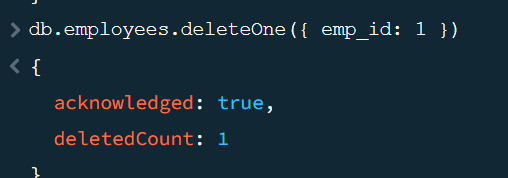 }
> db.employees.deleteOne({ emp_id: 1 })
< {
acknowledged: true,
deletedCount: 1
}